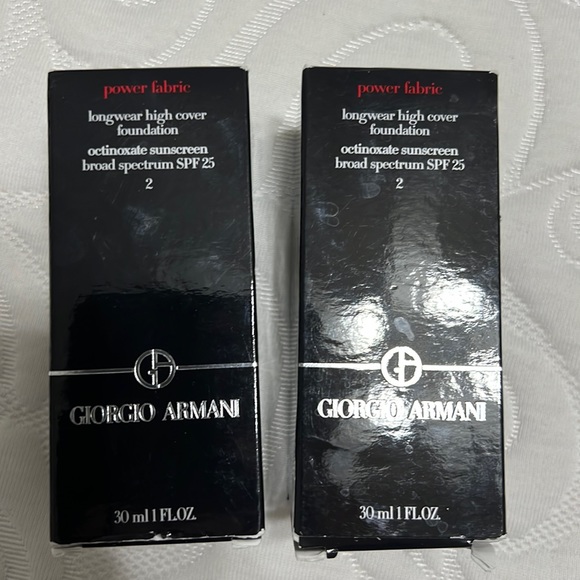 power fabric
longwear high cover
foundation
octinoxate sunscreen
broad spectrum SPF 25
2
GIORGIO ARMANI
30 ml 1 FL.OZ.
power fabric
longwear high cover
foundation
octinoxate sunscreen
broad spectrum SPF 25
2
GIORGIO ARMANI
30 ml 1 FL.OZ.